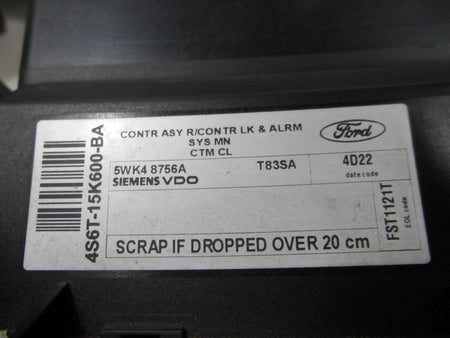 4S6T-15K600-BA
CONTR ASY R/CONTR LK & ALRM
SYS MN
CTM CL
Ford
5WK4 8756A T83SA 4D22
SIEMENS VDO date code
FST1121T
EOL code
SCRAP IF DROPPED OVER 20 cm